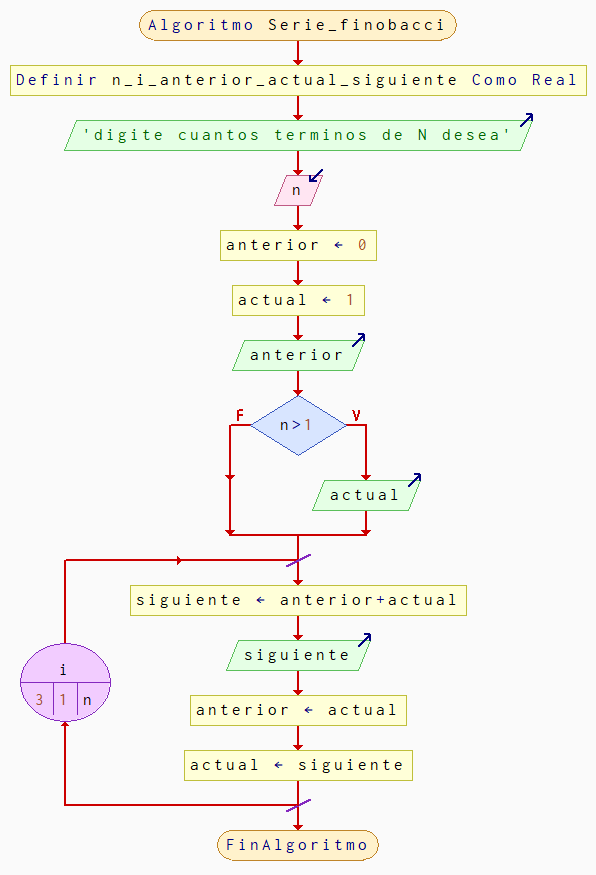 Algoritmo Serie_finobacci
Definir n_i_anterior_actual_siguiente Como Real
'digite cuantos terminos de N desea'
n
anterior ← 0
actual ← 1
anterior
F
V
n>1
actual
siguiente ← anterior+actual
siguiente
i
3 1 n
anterior ← actual
actual ← siguiente
FinAlgoritmo